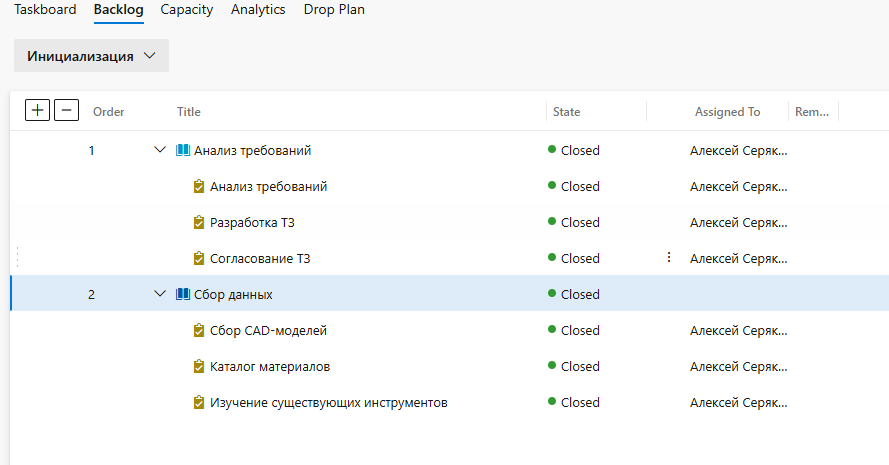 Taskboard Backlog Capacity Analytics Drop Plan
Инициализация
Order Title State Assigned To Rem...
1 Анализ требований Closed Алексей Серяк...
Анализ требований Closed Алексей Серяк...
Разработка ТЗ Closed Алексей Серяк...
Согласование ТЗ Closed Алексей Серяк...
2 Сбор данных Closed
Сбор CAD-моделей Closed Алексей Серяк...
Каталог материалов Closed Алексей Серяк...
Изучение существующих инструментов Closed Алексей Серяк...